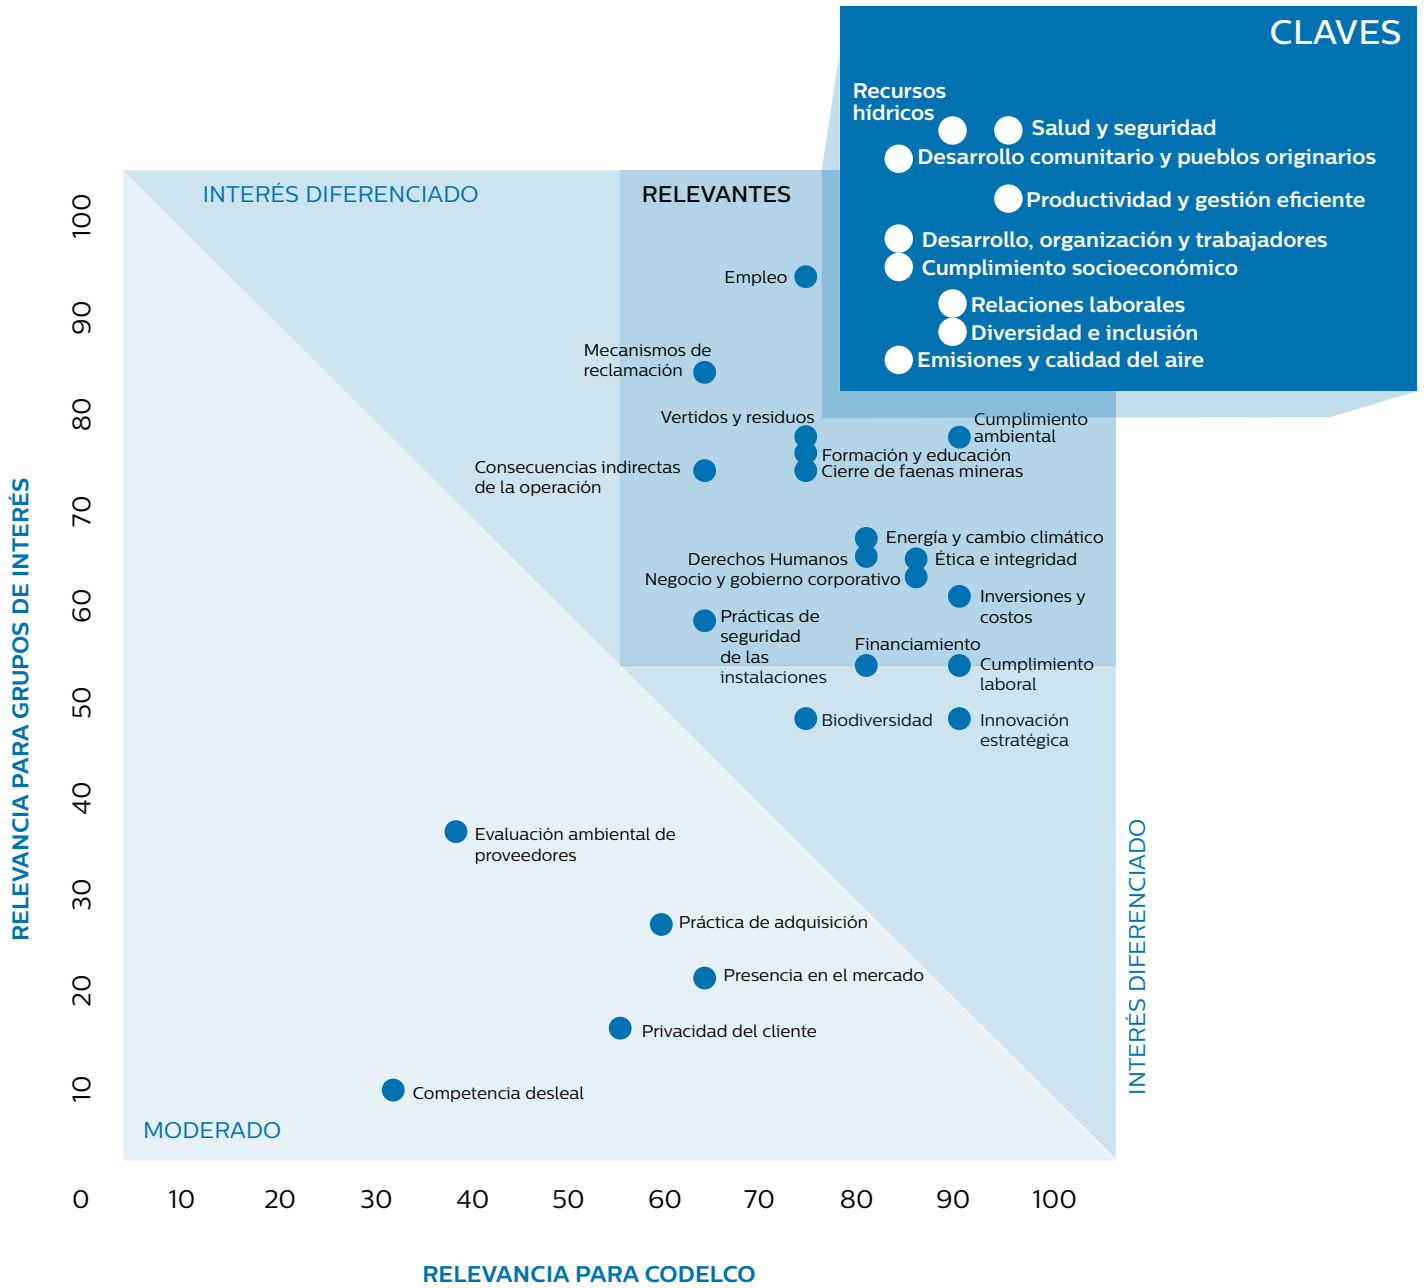 CLAVES
Recursos
hídricos
Salud y seguridad
Desarrollo comunitario y pueblos originarios
Productividad y gestión eficiente
Desarrollo, organización y trabajadores
Cumplimiento socioeconómico
Relaciones laborales
Diversidad e inclusión
Emisiones y calidad del aire
INTERÉS DIFERENCIADO
RELEVANTES
Empleo
Mecanismos de
reclamación
Vertidos y residuos
Cumplimiento
ambiental
Formación y educación
Cierre de faenas mineras
Consecuencias indirectas
de la operación
Energía y cambio climático
Derechos Humanos
Ética e integridad
Negocio y gobierno corporativo
Inversiones y
costos
Prácticas de
seguridad
de las
instalaciones
Financiamiento
Cumplimiento
laboral
Biodiversidad
Innovación
estratégica
Evaluación ambiental de
proveedores
Práctica de adquisición
Presencia en el mercado
Privacidad del cliente
Competencia desleal
MODERADO
INTERÉS DIFERENCIADO
RELEVANCIA PARA GRUPOS DE INTERÉS
100
90
80
70
60
50
40
30
20
10
0 10 20 30 40 50 60 70 80 90 100
RELEVANCIA PARA CODELCO